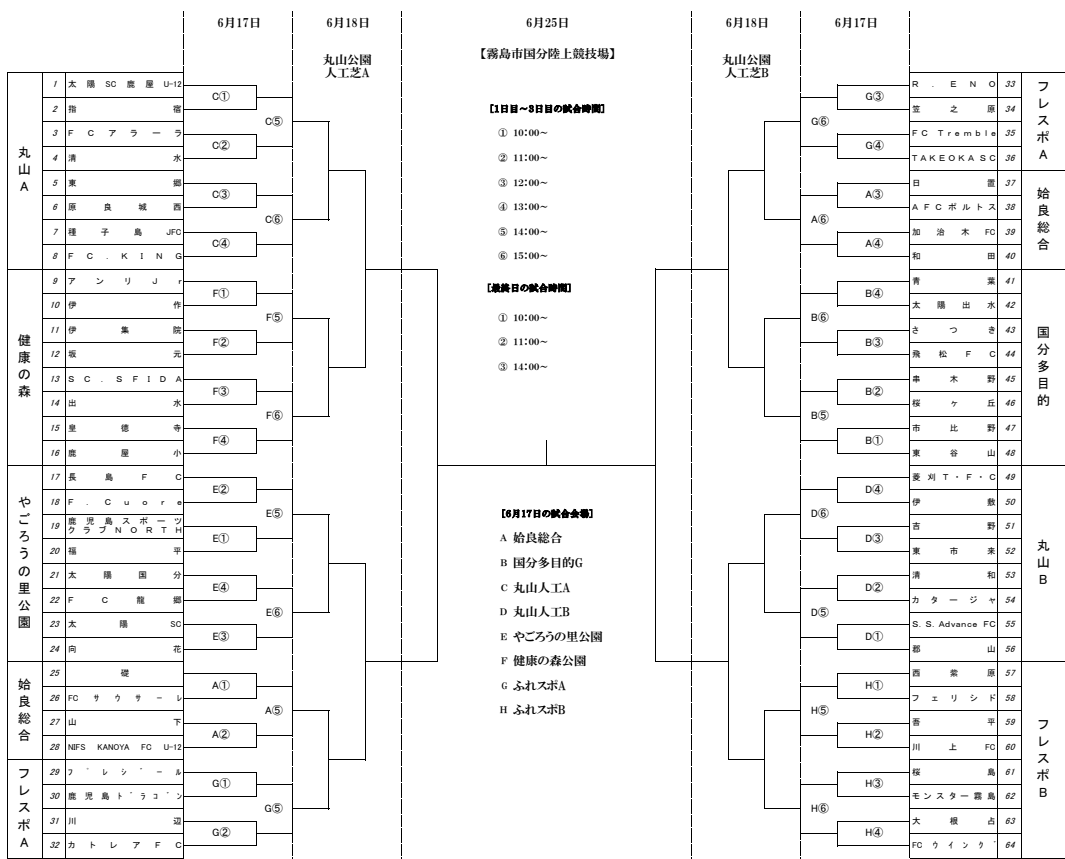 6月17日
6月18日
6月25日
6月18日
6月17日
丸山公園
人工芝A
【霧島市国分陸上競技場】
丸山公園
人工芝B
丸山A
1 太陽 SC 鹿屋 U-12
2 指宿
3 FCアラーラ
4 清水
5 東郷
6 原良城西
7 種子島 JFC
8 FC.KING
健康の森
9 アンリJr
10 伊作
11 伊集院
12 坂元
13 SC.SFIDA
14 出水
15 皇徳寺
16 鹿屋小
やごろうの里公園
17 長島FC
18 F.Cuore
19 鹿児島スポーツ
クラブNORTH
20 福平
21 太陽国分
22 FC龍郷
23 太陽SC
24 向花
姶良総合
25 礎
26 FC サウサーレ
27 山下
28 NIFS KANOYA FC U-12
フレスポA
29 ブレジール
30 鹿児島ドラゴン
31 川辺
32 カトレアFC
C①
C②
C③
C④
F①
F②
F③
F④
E②
E①
E④
E③
A①
A②
G①
G②
C⑤
C⑥
F⑤
F⑥
E⑤
E⑥
A⑤
G⑤
[1日目～3日目の試合時間]
① 10:00～
② 11:00～
③ 12:00～
④ 13:00～
⑤ 14:00～
⑥ 15:00～
[最終日の試合時間]
① 10:00～
② 11:00～
③ 14:00～
[6月17日の試合会場]
A 姶良総合
B 国分多目的G
C 丸山人工A
D 丸山人工B
E やごろうの里公園
F 健康の森公園
G ふれスポA
H ふれスポB
G⑥
A⑥
B⑥
B⑤
D⑥
D⑤
H⑤
H⑥
G③
G④
A③
A④
B④
B③
B②
B①
D④
D③
D②
D①
H①
H②
H③
H④
R.ENO 33
笠之原 34
FC Tremble 35
TAKEOKA SC 36
フレスポA
日置 37
AFCボルトス 38
加治木FC 39
和田 40
姶良総合
青葉 41
太陽出水 42
さつき 43
飛松FC 44
串木野 45
桜ヶ丘 46
市比野 47
東谷山 48
国分多目的
菱刈T・F・C 49
伊敷 50
吉野 51
東市来 52
清和 53
カタージャ 54
S.S.Advance FC 55
郡山 56
丸山B
西紫原 57
フェリシド 58
吾平 59
川上FC 60
桜島 61
モンスター霧島 62
大根占 63
FC ウイング 64
フレスポB